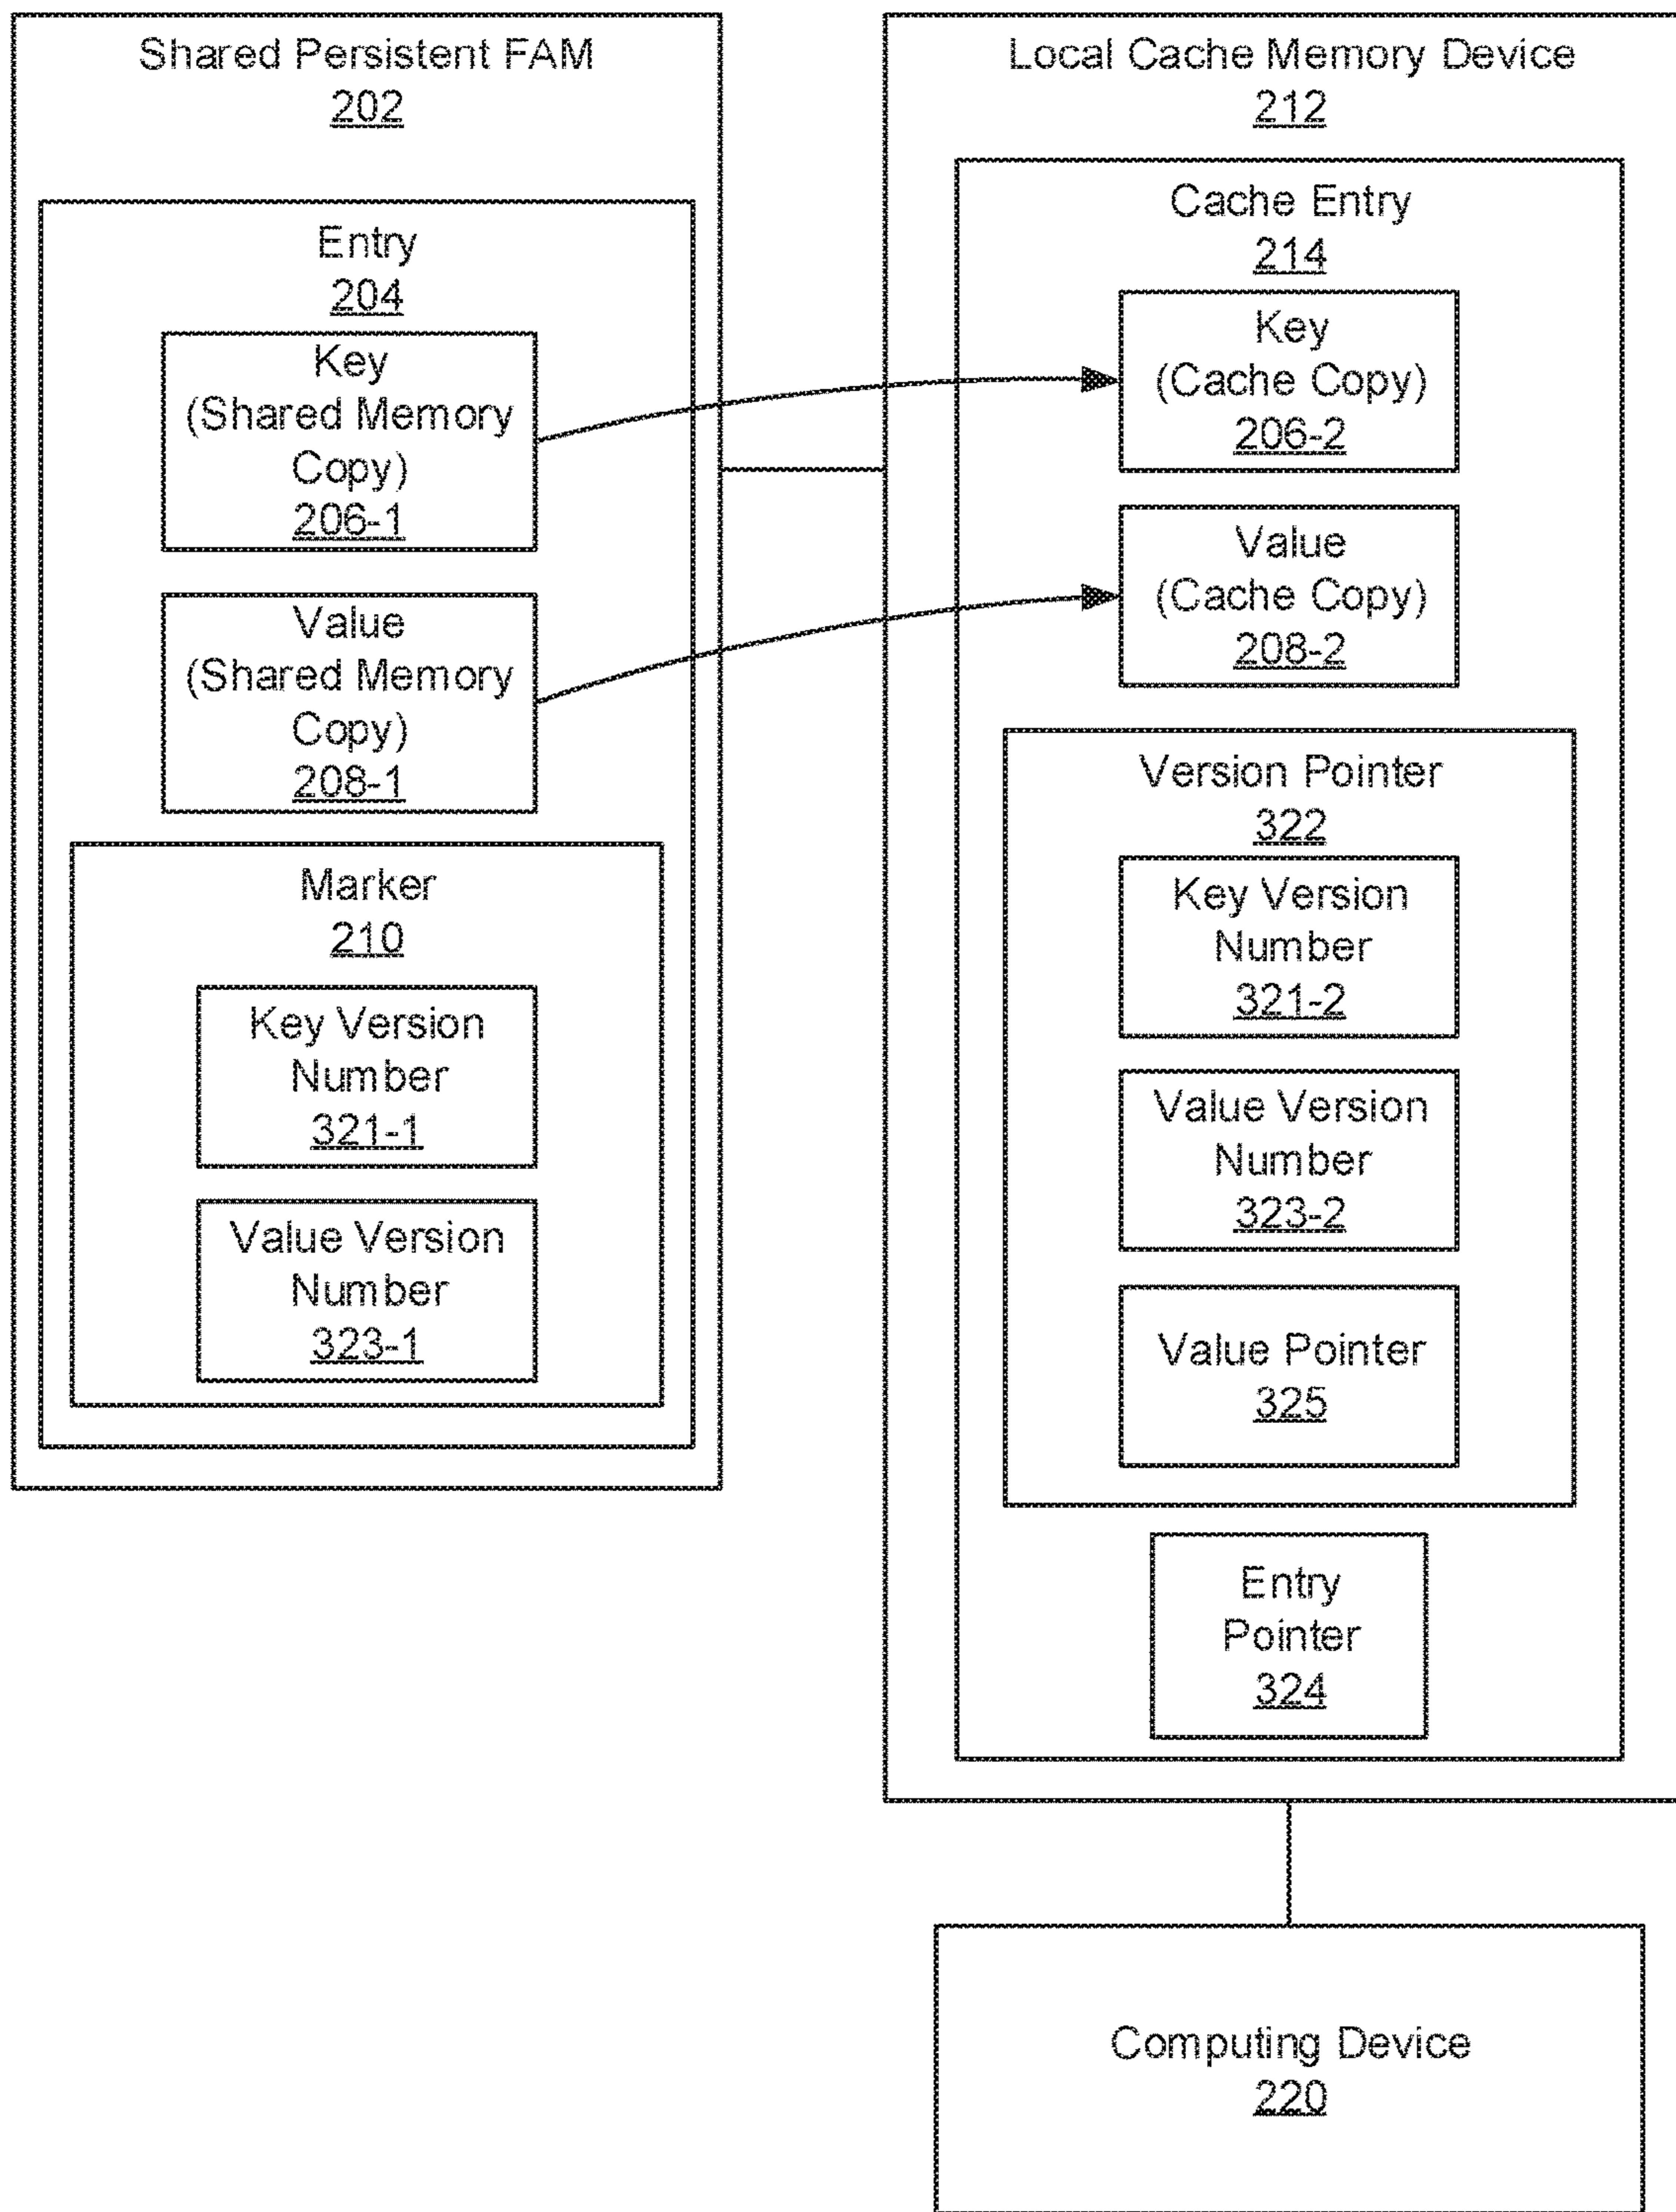 Shared Persistent FAM
202
Entry
204
Key
(Shared Memory
Copy)
206-1
Value
(Shared Memory
Copy)
208-1
Marker
210
Key Version
Number
321-1
Value Version
Number
323-1
Local Cache Memory Device
212
Cache Entry
214
Key
(Cache Copy)
206-2
Value
(Cache Copy)
208-2
Version Pointer
322
Key Version
Number
321-2
Value Version
Number
323-2
Value Pointer
325
Entry
Pointer
324
Computing Device
220